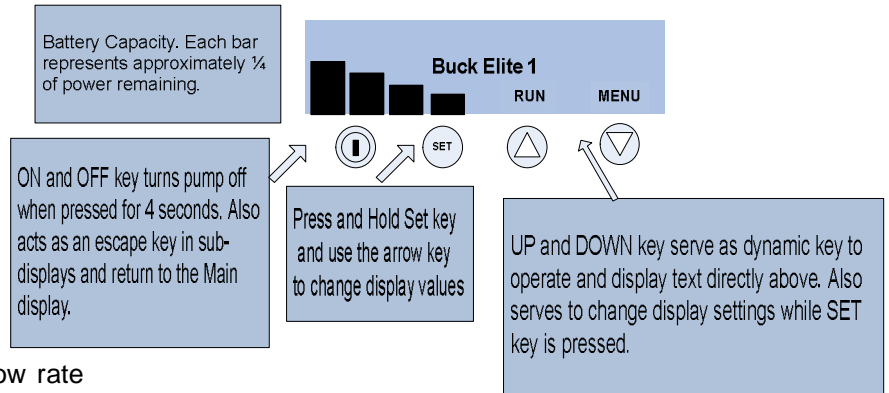 Battery Capacity. Each bar
represents approximately ¼
of power remaining.
Buck Elite 1
RUN MENU
SET
ON and OFF key turns pump off
when pressed for 4 seconds. Also
acts as an escape key in sub-
displays and return to the Main
display.
Press and Hold Set key
and use the arrow key
to change display values
UP and DOWN key serve as dynamic key to
operate and display text directly above. Also
serves to change display settings while SET
key is pressed.
rate